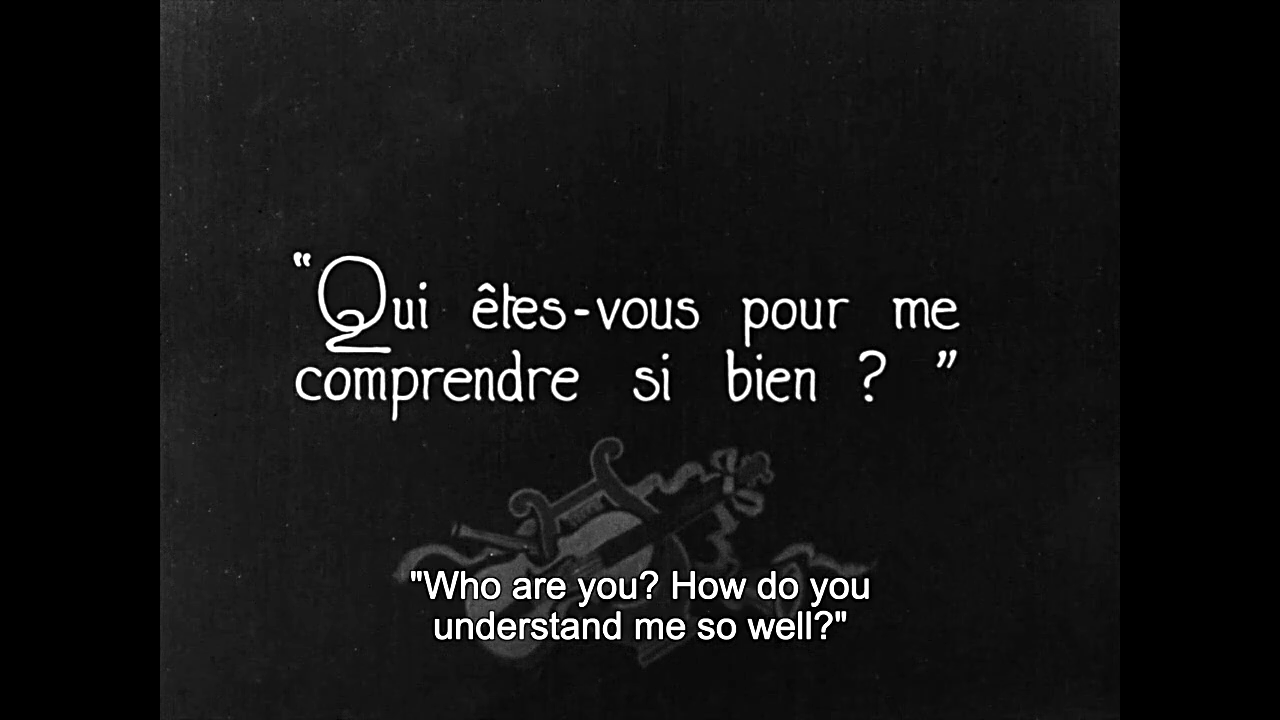 “Qui êtes-vous pour me
comprendre si bien ? ”
"Who are you? How do you
understand me so well?"